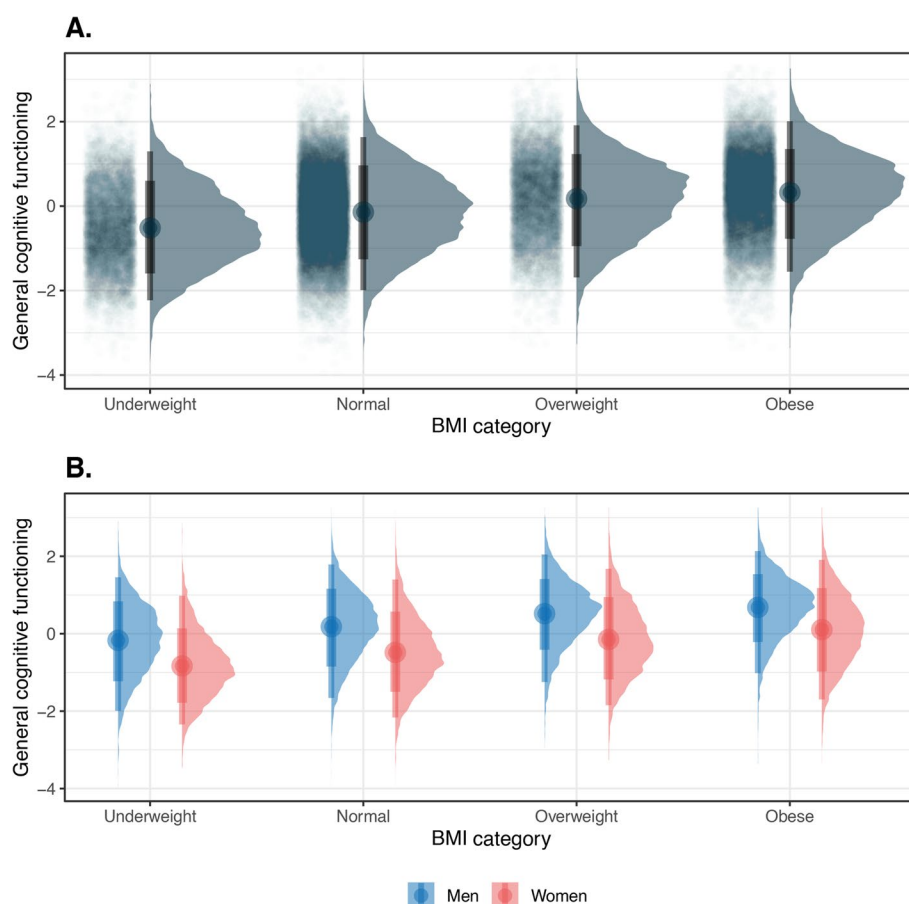 A.
General cognitive functioning
2
0
−2
−4
Underweight Normal Overweight Obese
BMI category
B.
General cognitive functioning
2
0
−2
−4
Underweight Normal Overweight Obese
BMI category
Men Women